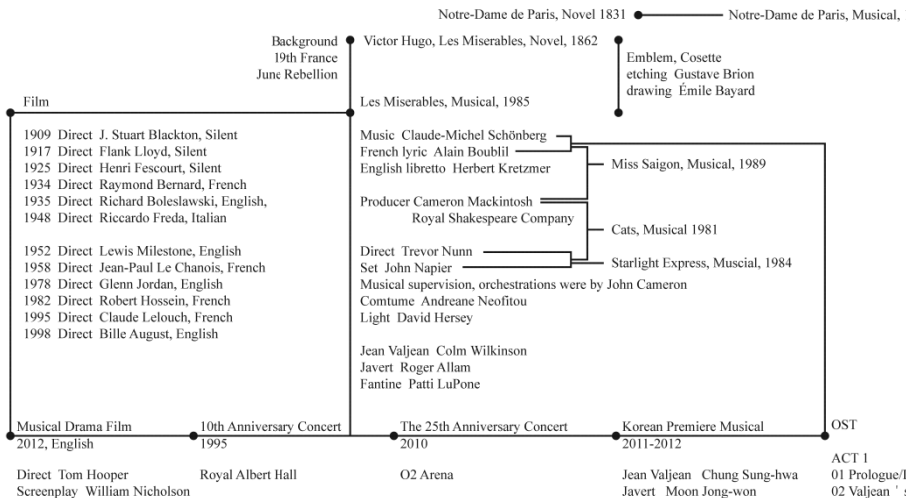 Notre-Dame de Paris, Novel 1831
Notre-Dame de Paris, Musical,
Background
19th France
June Rebellion
Victor Hugo, Les Miserables, Novel, 1862
Emblem, Cosette
etching Gustave Brion
drawing Émile Bayard
Film
Les Miserables, Musical, 1985
1909 Direct J. Stuart Blackton, Silent
1917 Direct Flank Lloyd, Silent
1925 Direct Henri Fescourt, Silent
1934 Direct Raymond Bernard, French
1935 Direct Richard Boleslawski, English,
1948 Direct Riccardo Freda, Italian
1952 Direct Lewis Milestone, English
1958 Direct Jean-Paul Le Chanois, French
1978 Direct Glenn Jordan, English
1982 Direct Robert Hossein, French
1995 Direct Claude Lelouch, French
1998 Direct Bille August, English
Music Claude-Michel Schönberg
French lyric Alain Boublil
English libretto Herbert Kretzmer
Producer Cameron Mackintosh
Royal Shakespeare Company
Direct Trevor Nunn
Set John Napier
Musical supervision, orchestrations were by John Cameron
Comtume Andreane Neofitou
Light David Hersey
Jean Valjean Colm Wilkinson
Javert Roger Allam
Fantine Patti LuPone
Miss Saigon, Musical, 1989
Cats, Musical 1981
Starlight Express, Muscial, 1984
Musical Drama Film
2012, English
Direct Tom Hooper
Screenplay William Nicholson
10th Anniversary Concert
1995
Royal Albert Hall
The 25th Anniversary Concert
2010
O2 Arena
Korean Premiere Musical
2011-2012
Jean Valjean Chung Sung-hwa
Javert Moon Jong-won
OST
ACT 1
01 Prologue/
02 Valjean ' s